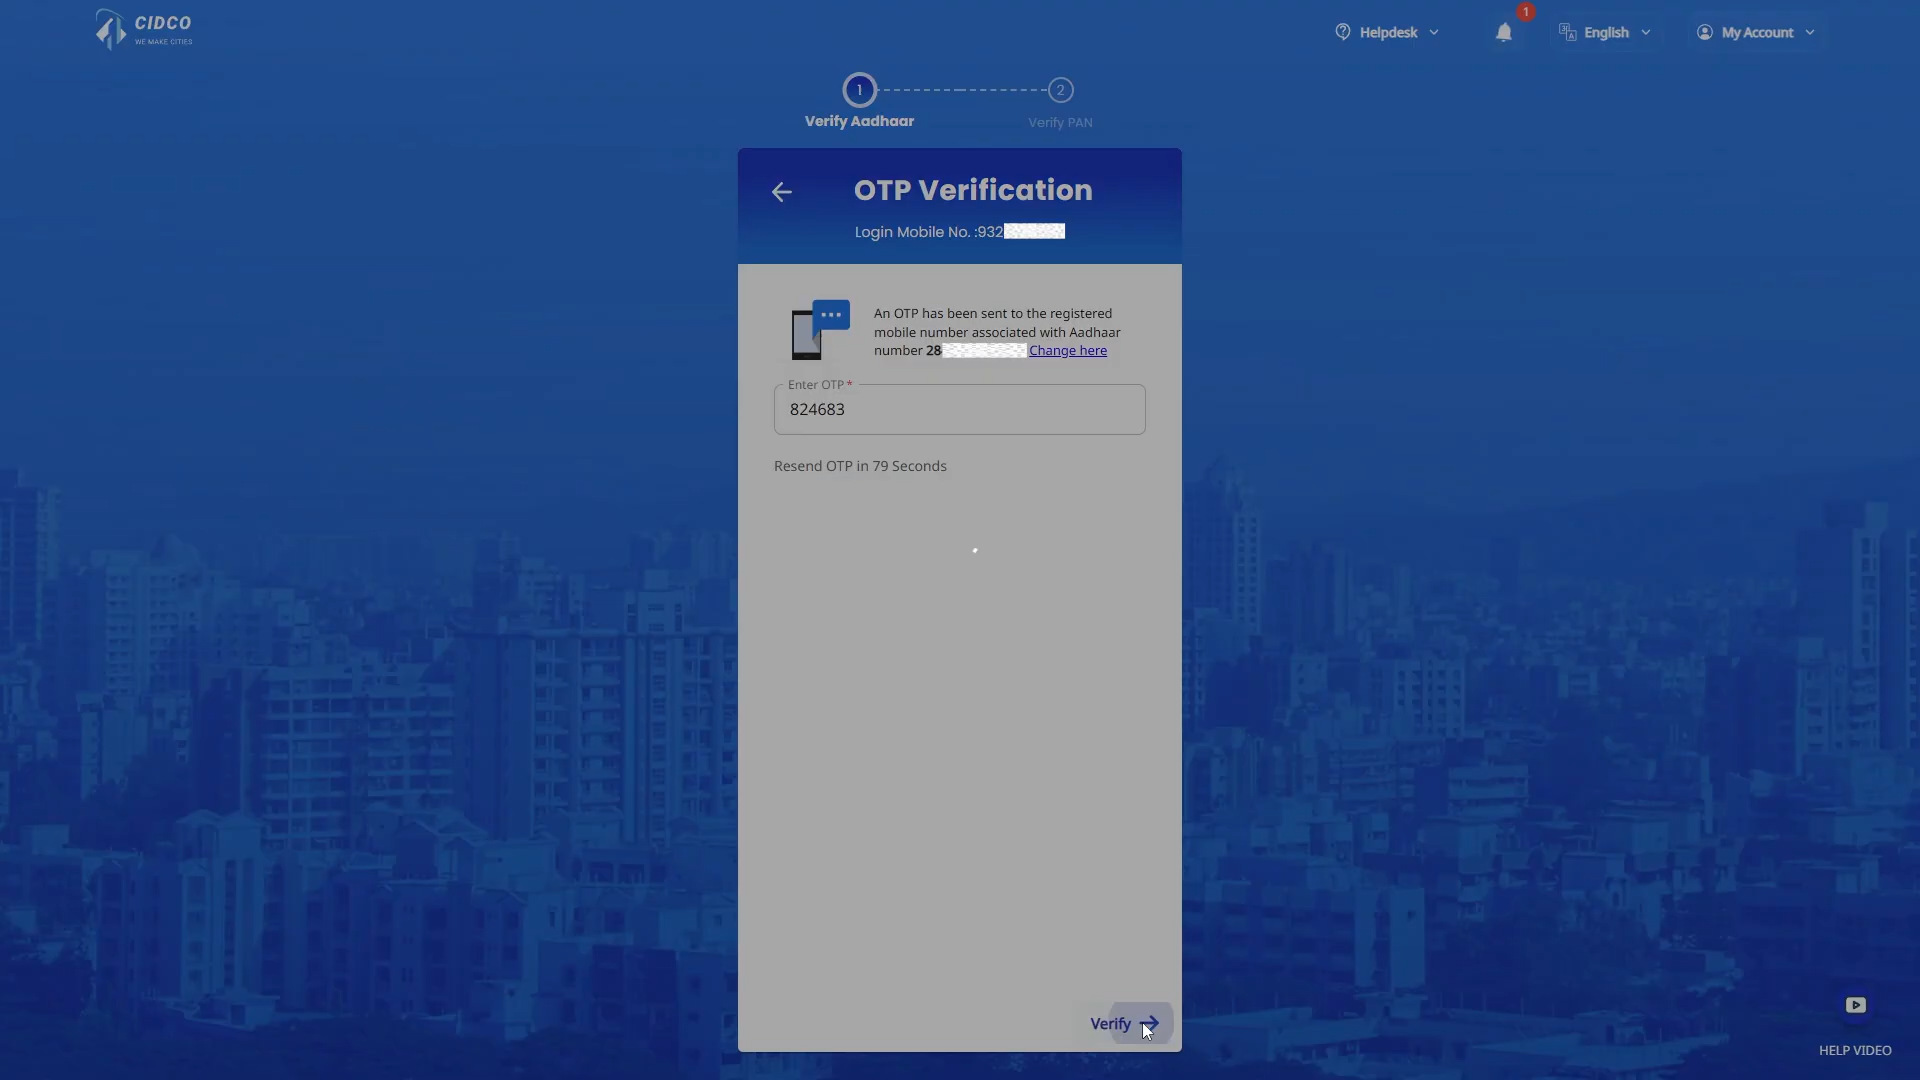 CIDCO
WE MAKE CITIES
Helpdesk
1
English
My Account
1
2
Verify Aadhaar
Verify PAN
OTP Verification
Login Mobile No. :932
An OTP has been sent to the registered
mobile number associated with Aadhaar
number 28 Change here
Enter OTP *
824683
Resend OTP in 79 Seconds
Verify
HELP VIDEO